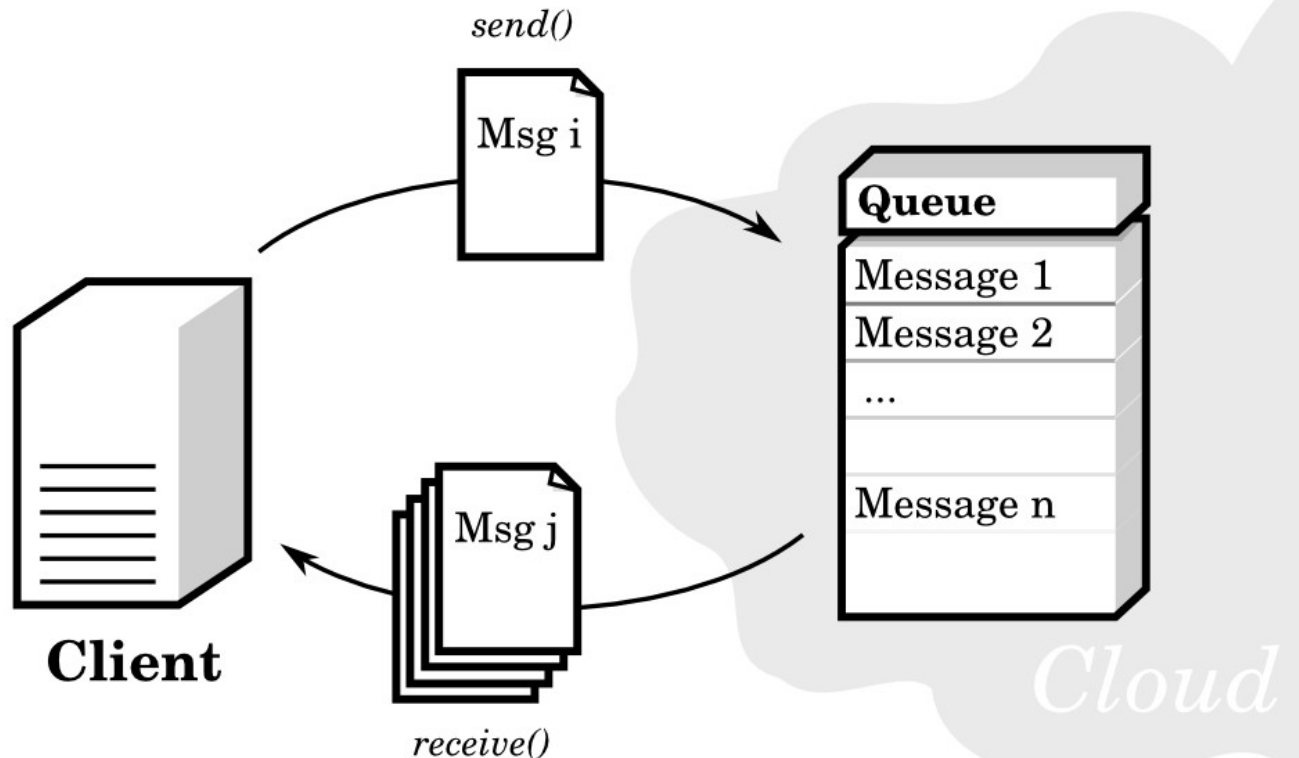 send()
Msg i
Queue
Message 1
Message 2
...
Message n
Msg j
Client
receive()
Cloud